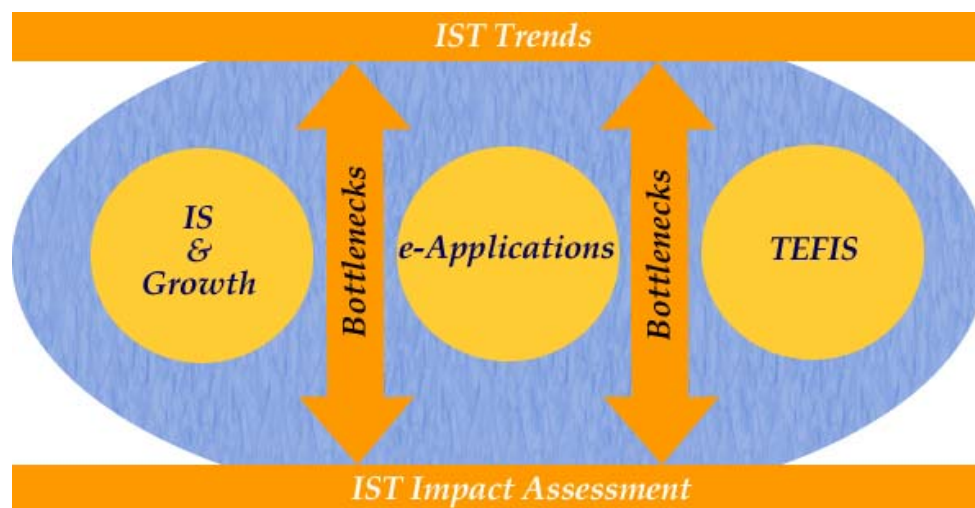 IST Trends
IS
&
Growth
Bottlenecks
e-Applications
Bottlenecks
TEFIS
IST Impact Assessment